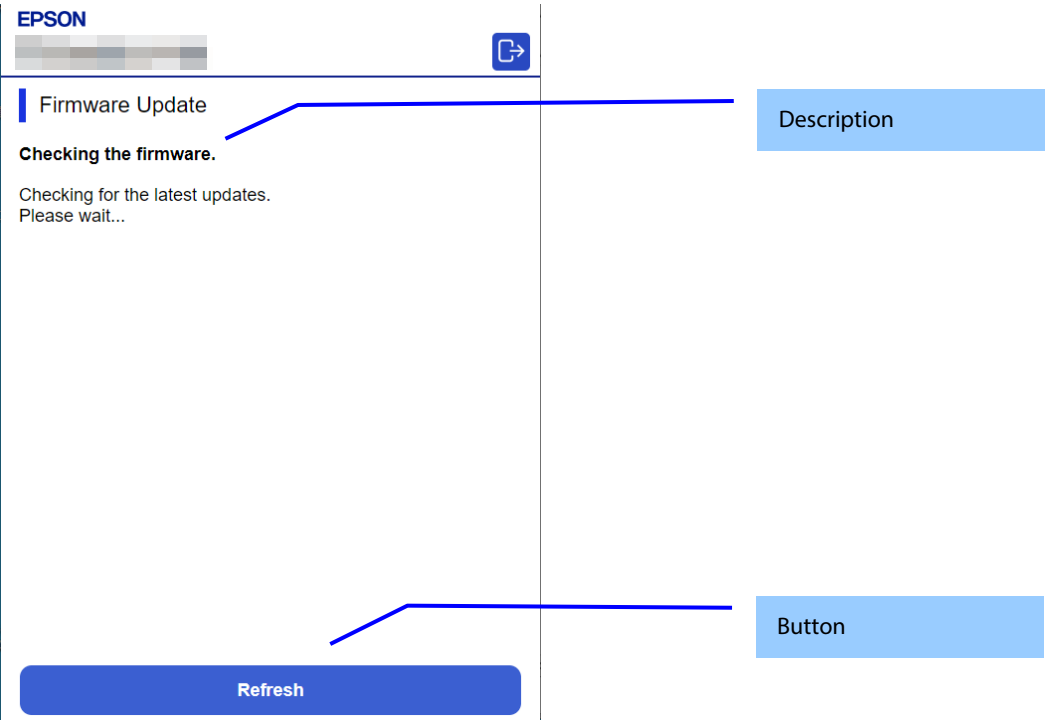 EPSON
Firmware Update
Description
Checking the firmware.
Checking for the latest updates.
Please wait...
Button
Refresh